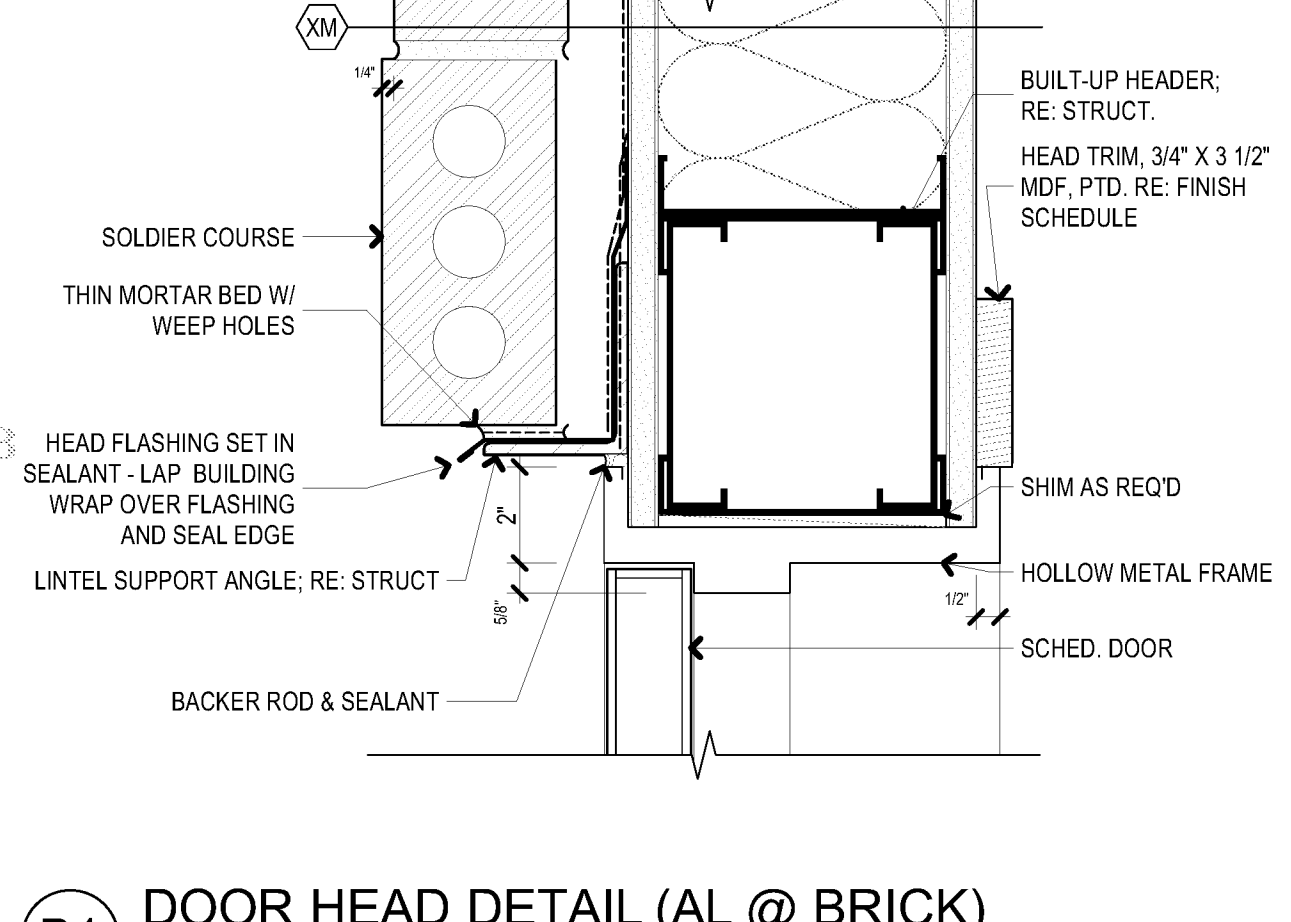 XM
1/4"
BUILT-UP HEADER;
RE: STRUCT.
HEAD TRIM, 3/4" X 3 1/2"
MDF, PTD. RE: FINISH
SCHEDULE
SOLDIER COURSE
THIN MORTAR BED W/
WEEP HOLES
HEAD FLASHING SET IN
SEALANT - LAP BUILDING
WRAP OVER FLASHING
AND SEAL EDGE
LINTEL SUPPORT ANGLE; RE: STRUCT
BACKER ROD & SEALANT
2"
5/8"
SHIM AS REQ'D
HOLLOW METAL FRAME
1/2"
SCHED. DOOR
DOOR HEAD DETAIL (AL @ BRICK)